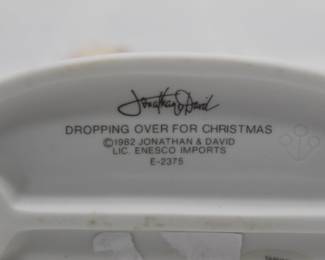 Jonathan & David
DROPPING OVER FOR CHRISTMAS
©1982 JONATHAN & DAVID
LIC. ENESCO IMPORTS
E-2375